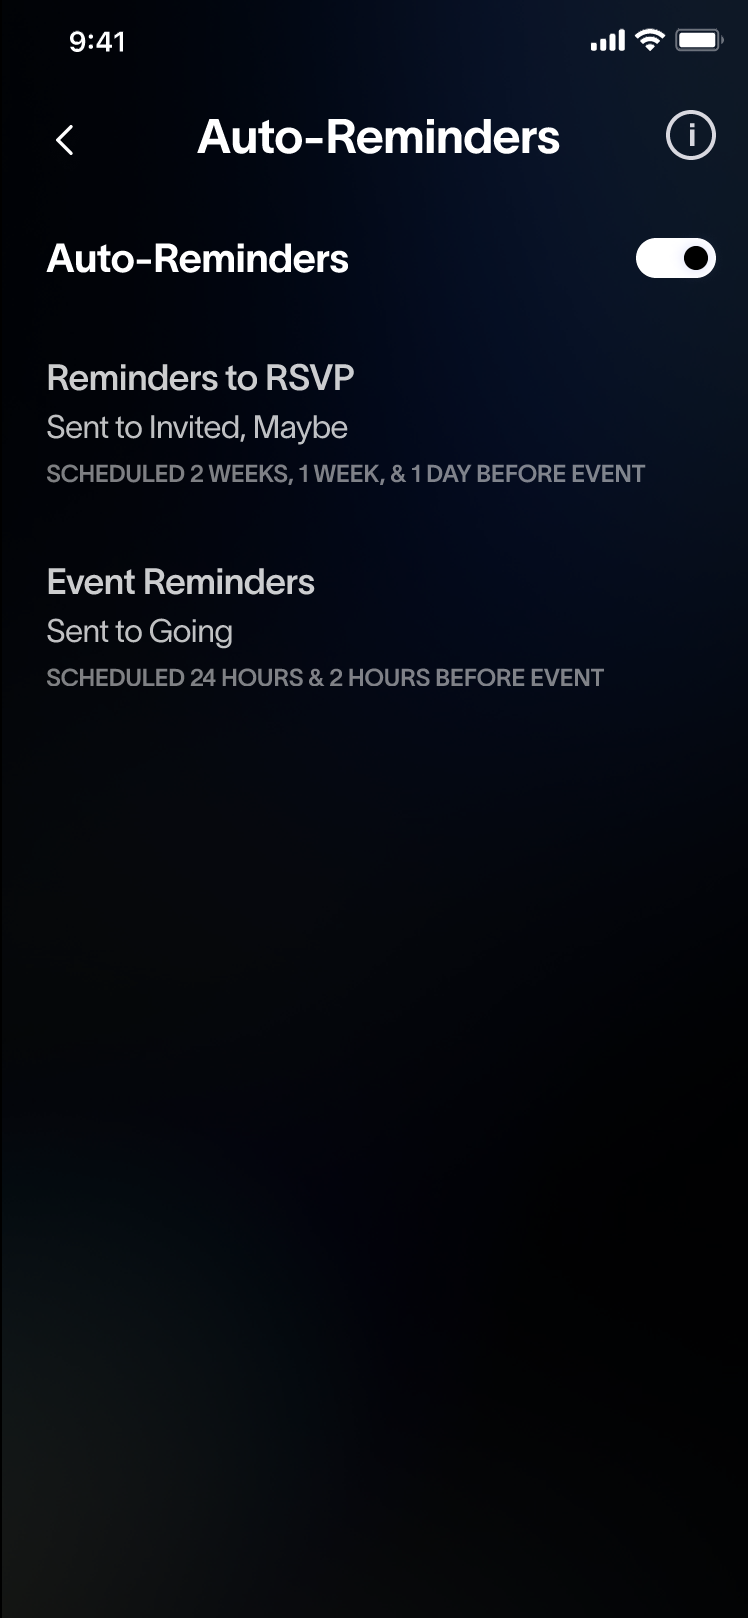 9:41
Auto-Reminders
Auto-Reminders
Reminders to RSVP
Sent to Invited, Maybe
SCHEDULED 2 WEEKS, 1 WEEK, & 1 DAY BEFORE EVENT
Event Reminders
Sent to Going
SCHEDULED 24 HOURS & 2 HOURS BEFORE EVENT